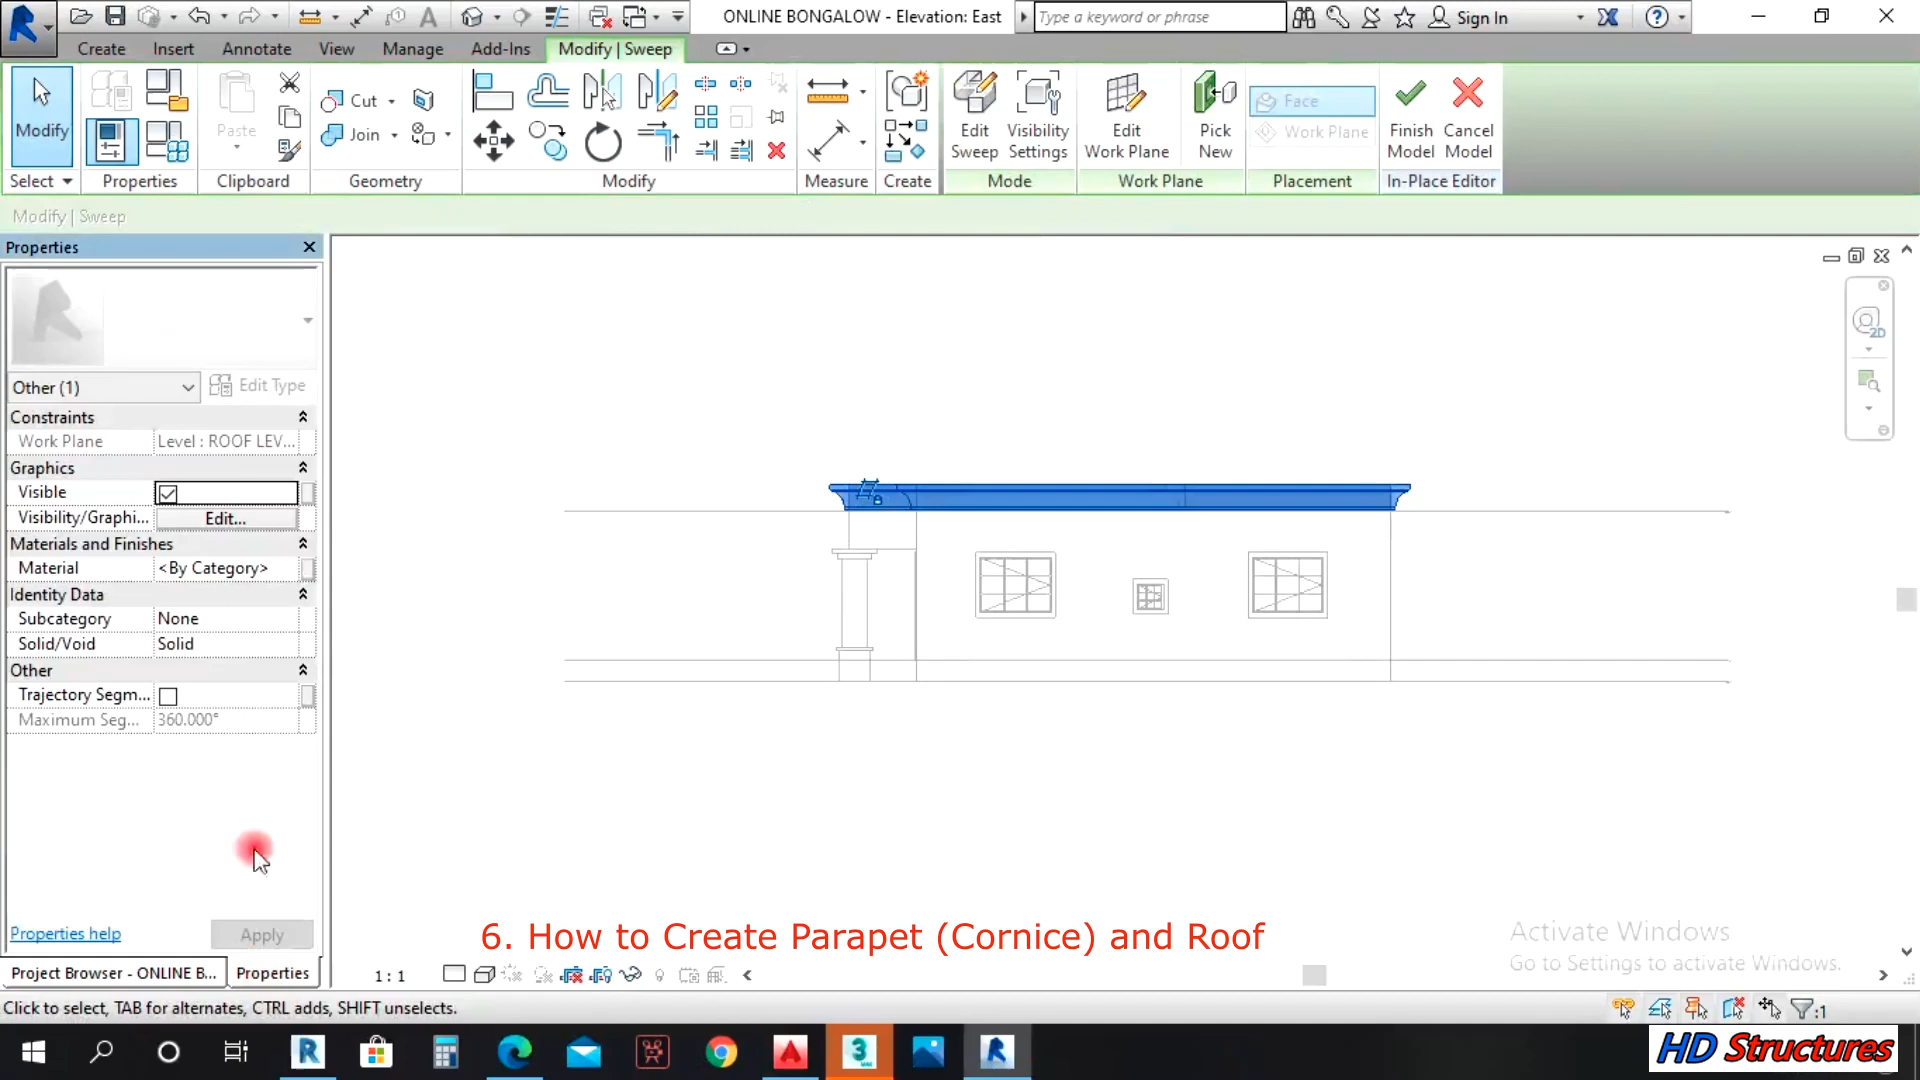 ONLINE BONGALOW - Elevation: East
Type a keyword or phrase
Sign In
Create Insert Annotate View Manage Add-Ins Modify | Sweep
Modify
Paste
Cut
Join
Edit Sweep
Visibility Settings
Edit Work Plane
Pick New
Face
Work Plane
Finish Model
Cancel Model
Select Properties Clipboard Geometry Modify Measure Create Mode Work Plane Placement In-Place Editor
Modify | Sweep
Properties
Other (1) Edit Type
Constraints
Work Plane Level : ROOF LEV...
Graphics
Visible
Visibility/Graphi... Edit...
Materials and Finishes
Material <By Category>
Identity Data
Subcategory None
Solid/Void Solid
Other
Trajectory Segm...
Maximum Seg... 360.000°
Properties help Apply
2D
6. How to Create Parapet (Cornice) and Roof
Activate Windows
Go to Settings to activate Windows.
Project Browser - ONLINE B... Properties
1 : 1
Click to select, TAB for alternates, CTRL adds, SHIFT unselects.
:1
HD Structures